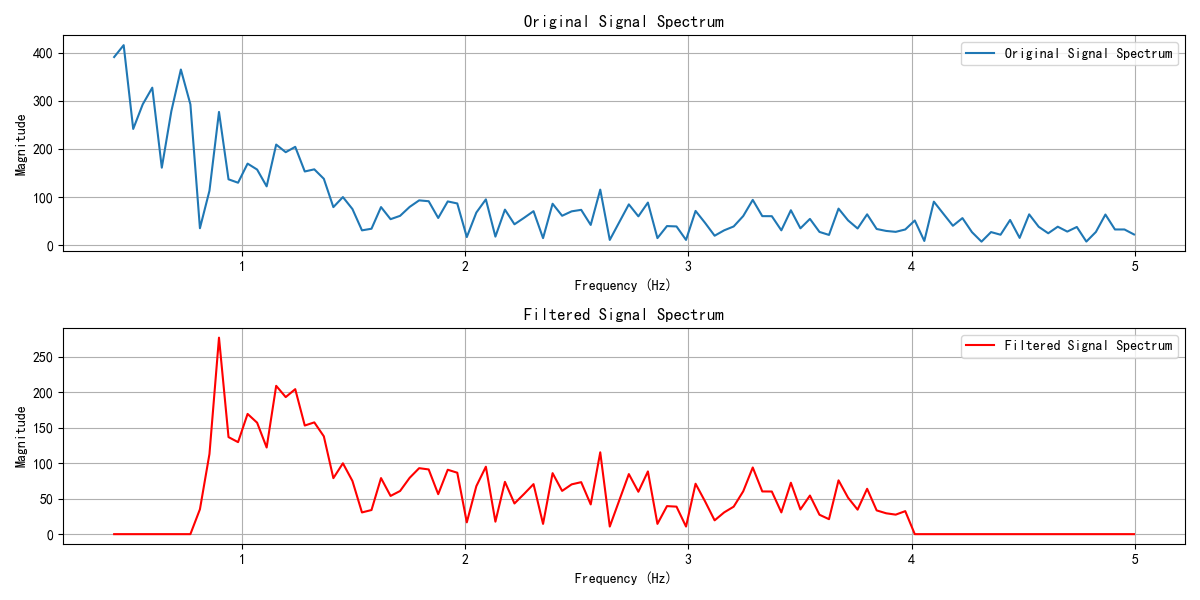 Original Signal Spectrum
Original Signal Spectrum
Magnitude
400
300
200
100
0
1 2 3 4 5
Frequency (Hz)
Filtered Signal Spectrum
Filtered Signal Spectrum
Magnitude
250
200
150
100
50
0
1 2 3 4 5
Frequency (Hz)